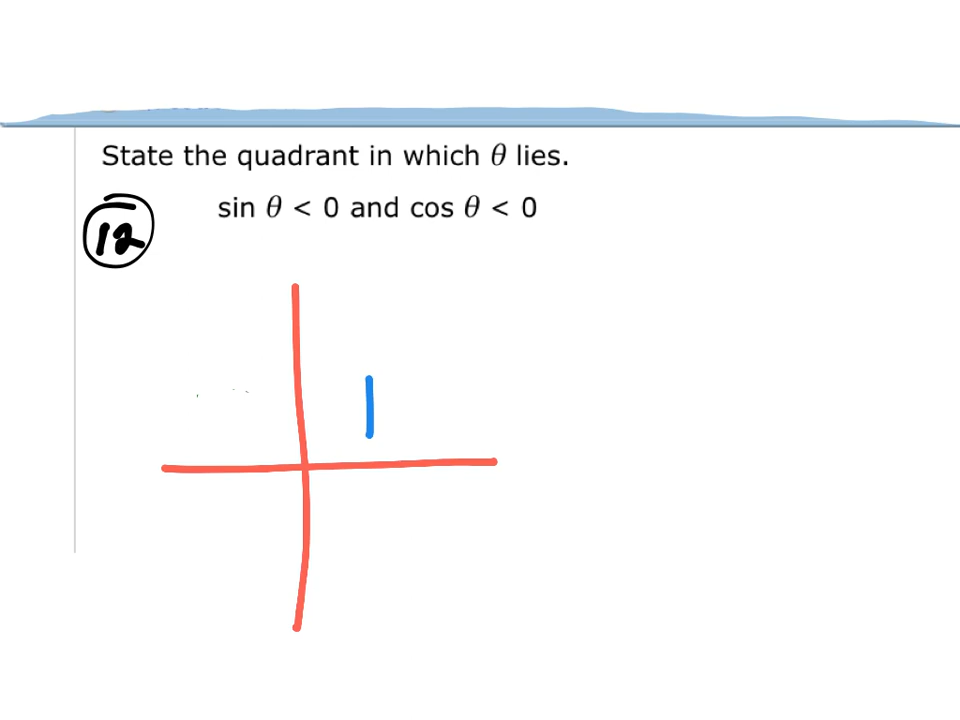 State the quadrant in which θ lies.
sin θ < 0 and cos θ < 0
12
I